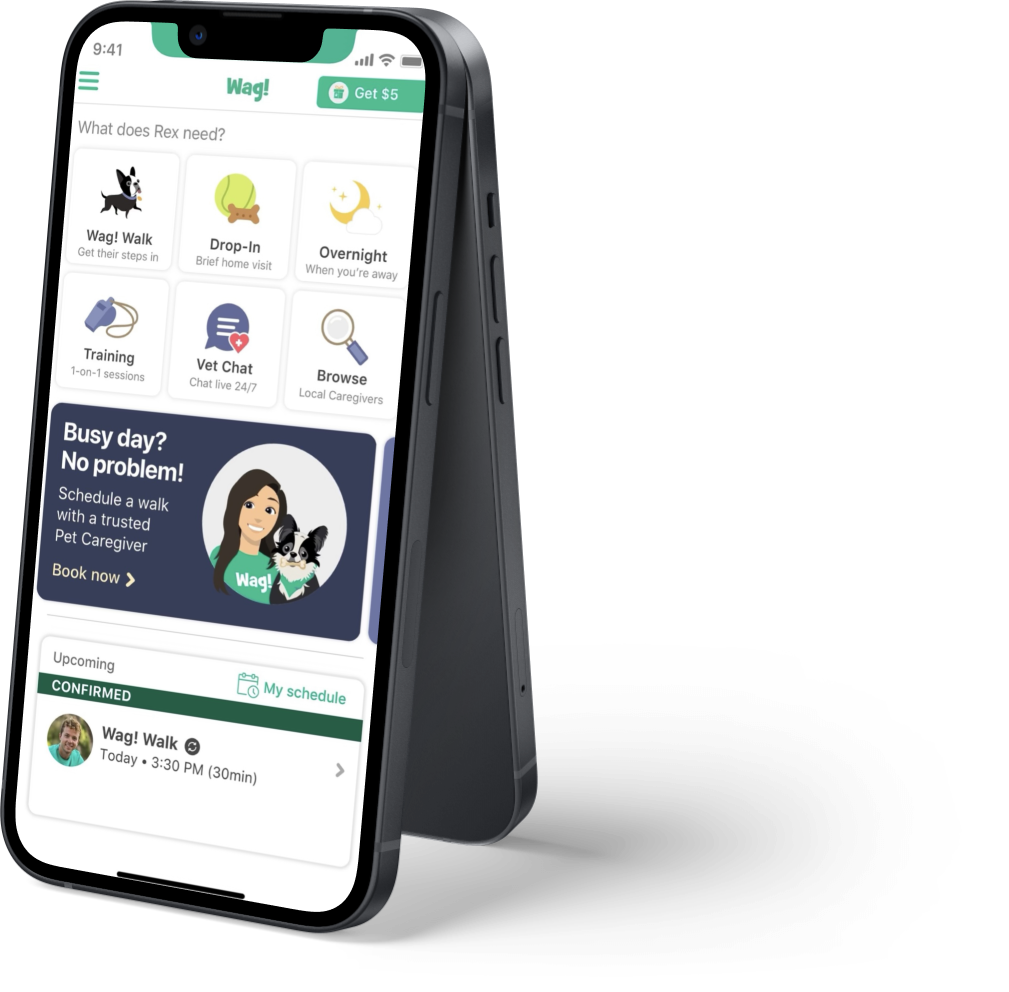 9:41
Wag!
Get $5
What does Rex need?
Wag! Walk
Get their steps in
Drop-In
Brief home visit
Overnight
When you're away
Training
1-on-1 sessions
Vet Chat
Chat live 24/7
Browse
Local Caregivers
Busy day?
No problem!
Schedule a walk
with a trusted
Pet Caregiver
Book now
Wag!
Upcoming
My schedule
CONFIRMED
Wag! Walk
Today • 3:30 PM (30min)